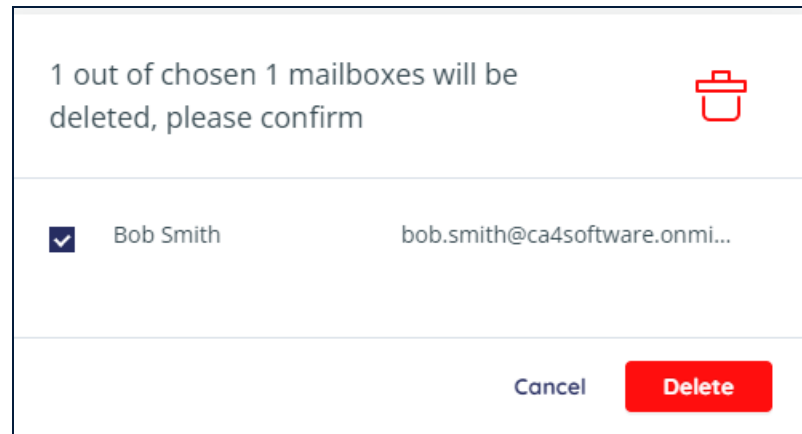 1 out of chosen 1 mailboxes will be
deleted, please confirm
Bob Smith bob.smith@ca4software.onmi...
Cancel Delete